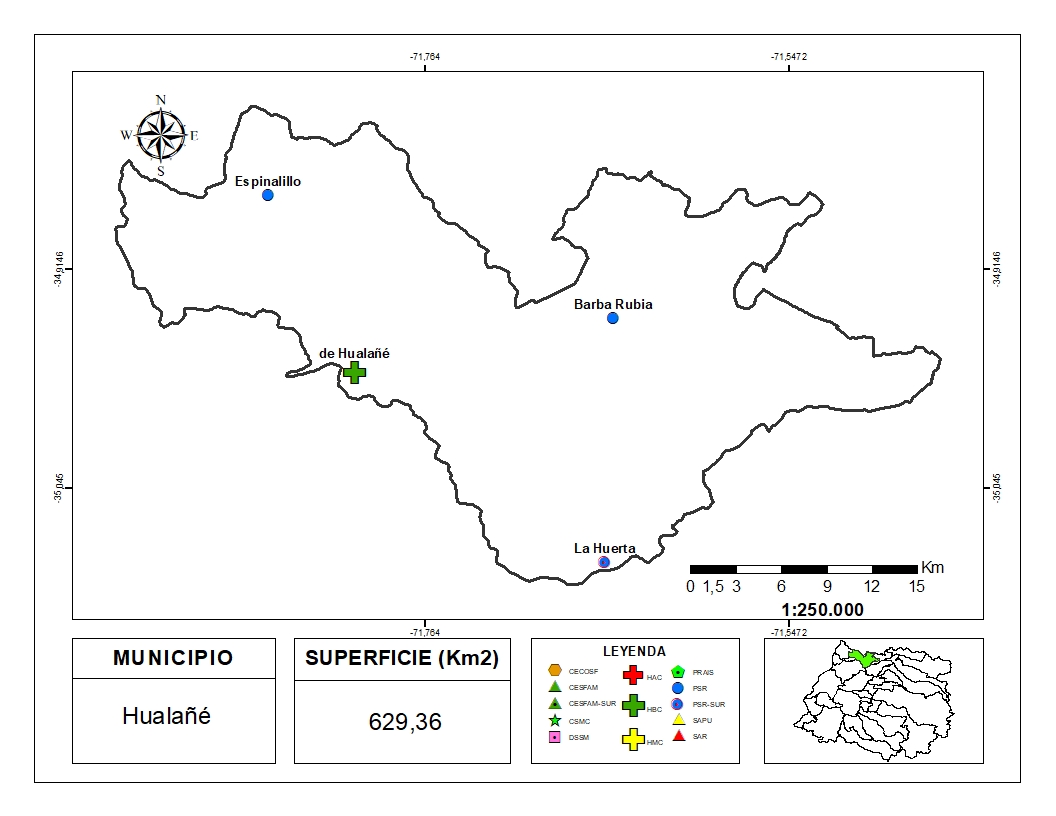 -71,764 -71,5472
N
W E
S
Espinalillo
-34,9146 -34,9146
Barba Rubia
de Hualañé
-35,045 -35,045
La Huerta
Km
0 1,5 3 6 9 12 15
1:250.000
-71,764 -71,5472
MUNICIPIO
Hualañé
SUPERFICIE (Km2)
629,36
LEYENDA
CECOSF
CESFAM
CESFAM-SUR
CSMC
DSSM
HAC
HBC
HMC
PRAIS
PSR
PSR-SUR
SAPU
SAR